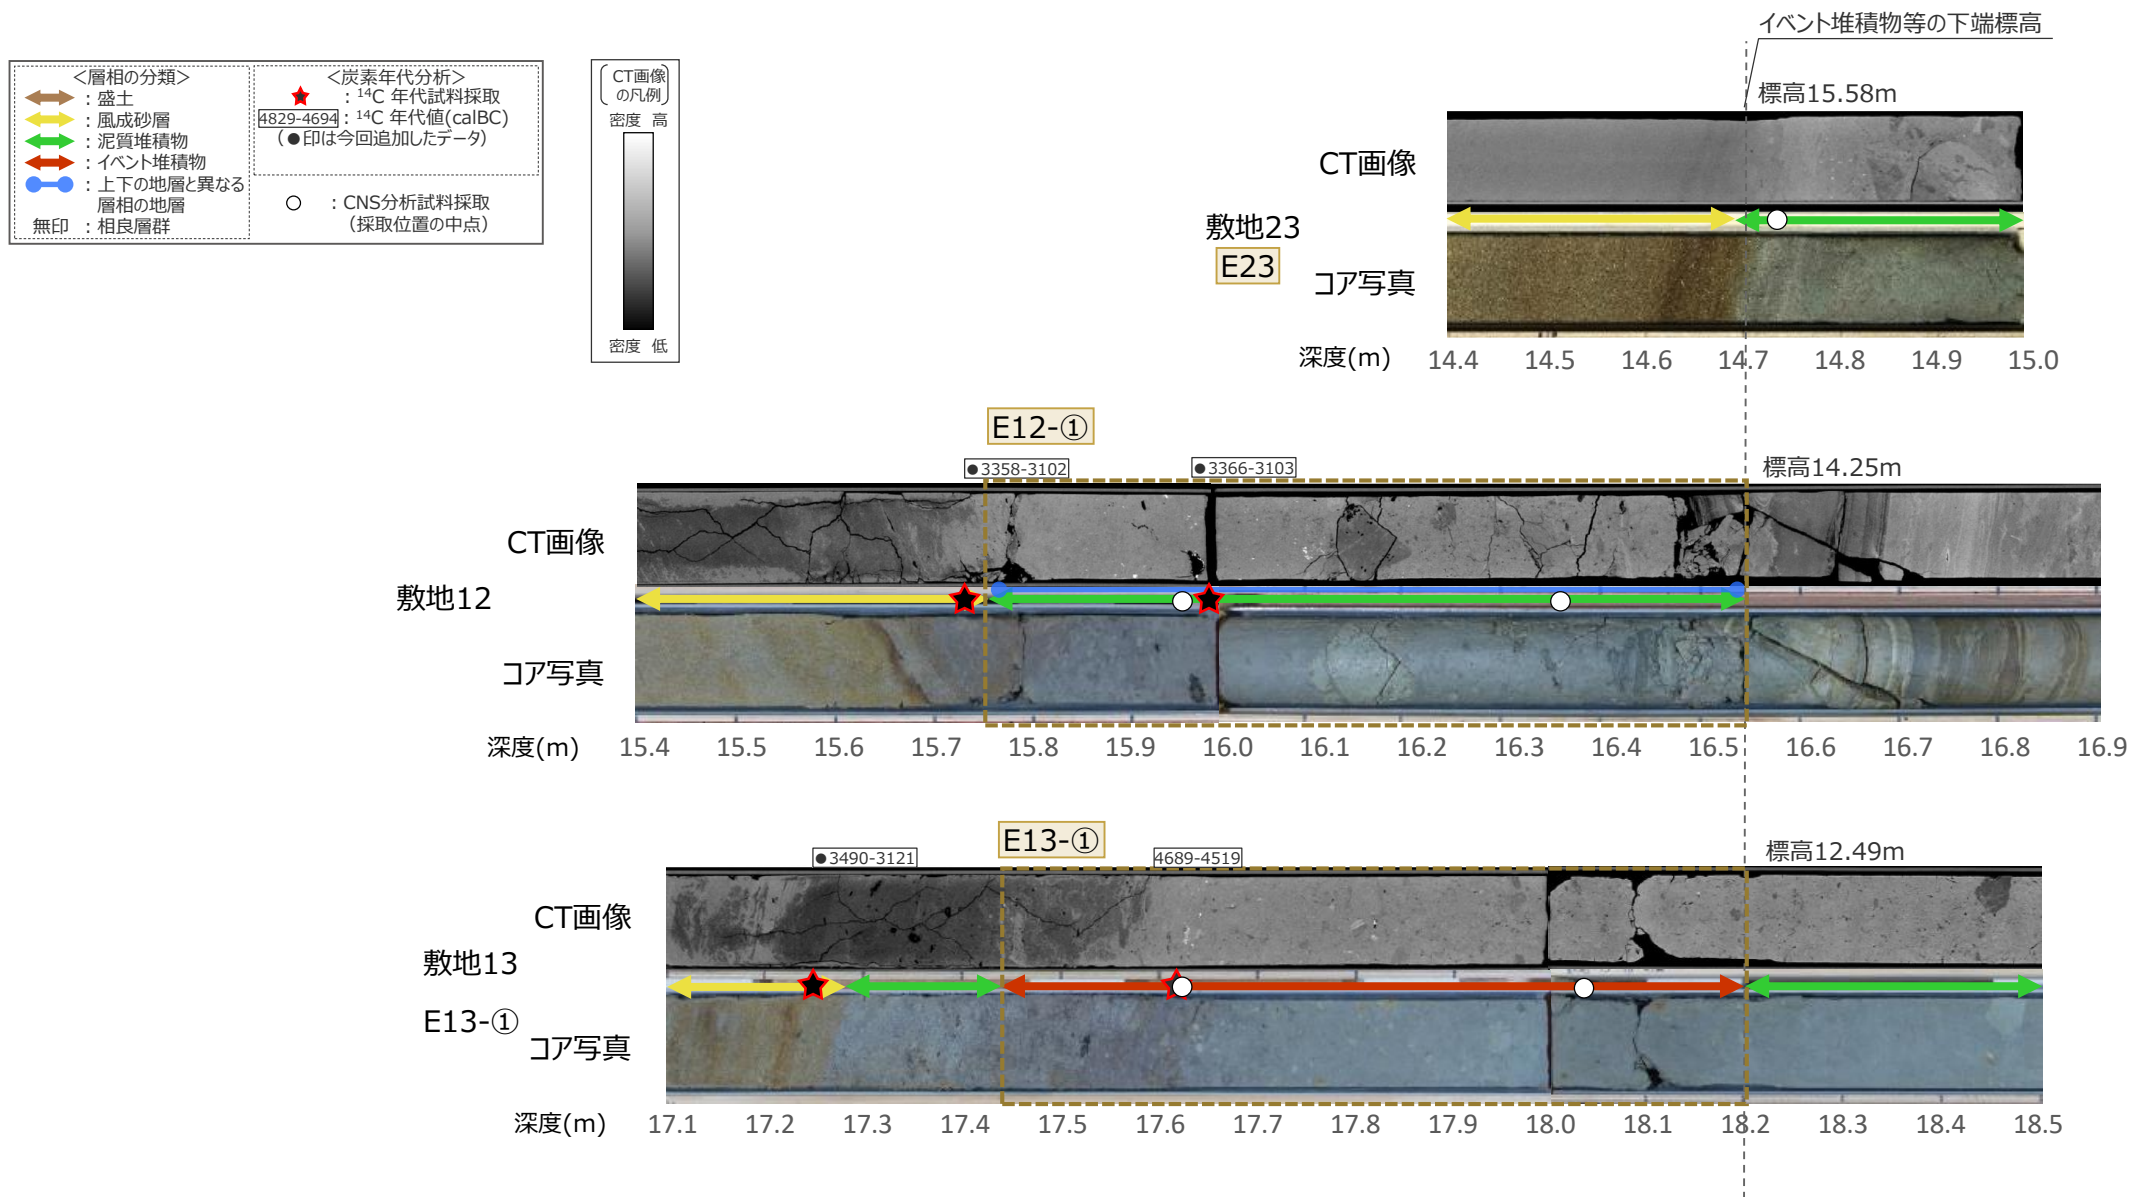 イベント堆積物等の下端標高
＜層相の分類＞
：盛土
：風成砂層
：泥質堆積物
：イベント堆積物
：上下の地層と異なる
層相の地層
無印 ：相良層群
＜炭素年代分析＞
：¹⁴C 年代試料採取
4829-4694：¹⁴C 年代値(calBC)
（●印は今回追加したデータ）
○ ：CNS分析試料採取
（採取位置の中点）
CT画像
の凡例
密度 高
密度 低
標高15.58m
CT画像
敷地23
E23
コア写真
深度(m) 14.4 14.5 14.6 14.7 14.8 14.9 15.0
E12-①
●3358-3102 ●3366-3103
標高14.25m
CT画像
敷地12
コア写真
深度(m) 15.4 15.5 15.6 15.7 15.8 15.9 16.0 16.1 16.2 16.3 16.4 16.5 16.6 16.7 16.8 16.9
E13-①
●3490-3121 4689-4519
標高12.49m
CT画像
敷地13
E13-①
コア写真
深度(m) 17.1 17.2 17.3 17.4 17.5 17.6 17.7 17.8 17.9 18.0 18.1 18.2 18.3 18.4 18.5